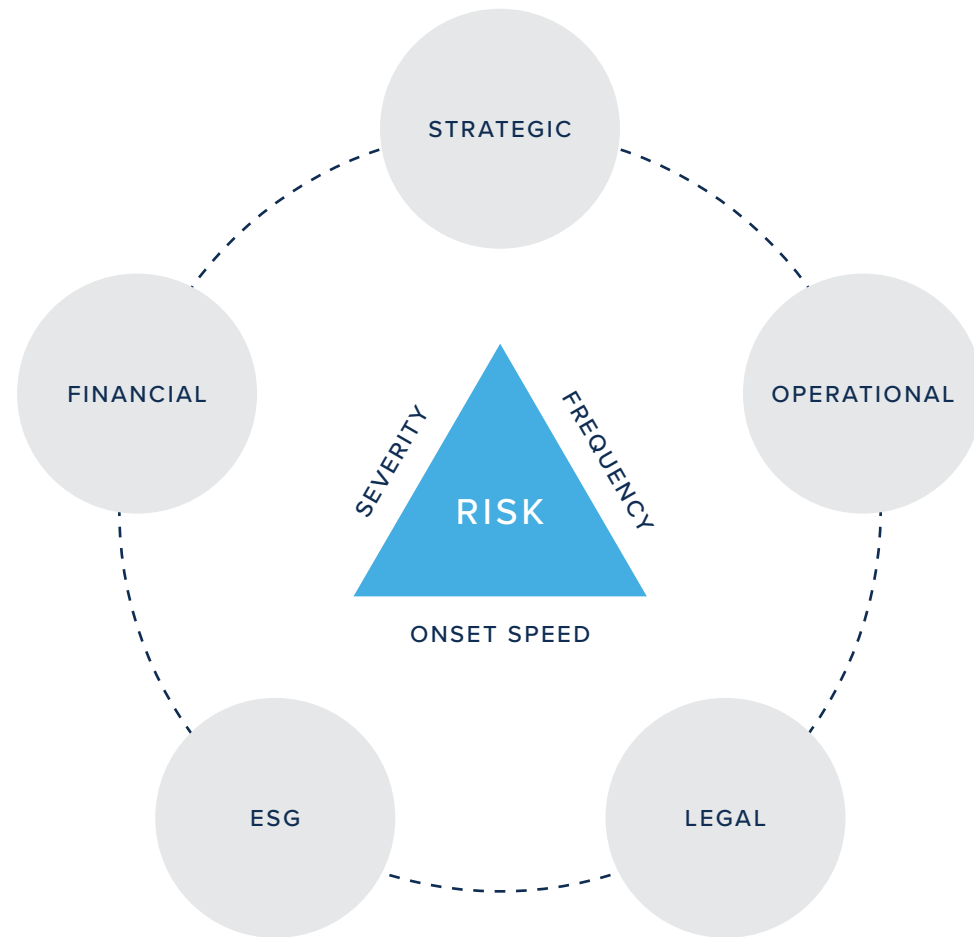 STRATEGIC
FINANCIAL
OPERATIONAL
SEVERITY
FREQUENCY
RISK
ONSET SPEED
ESG
LEGAL